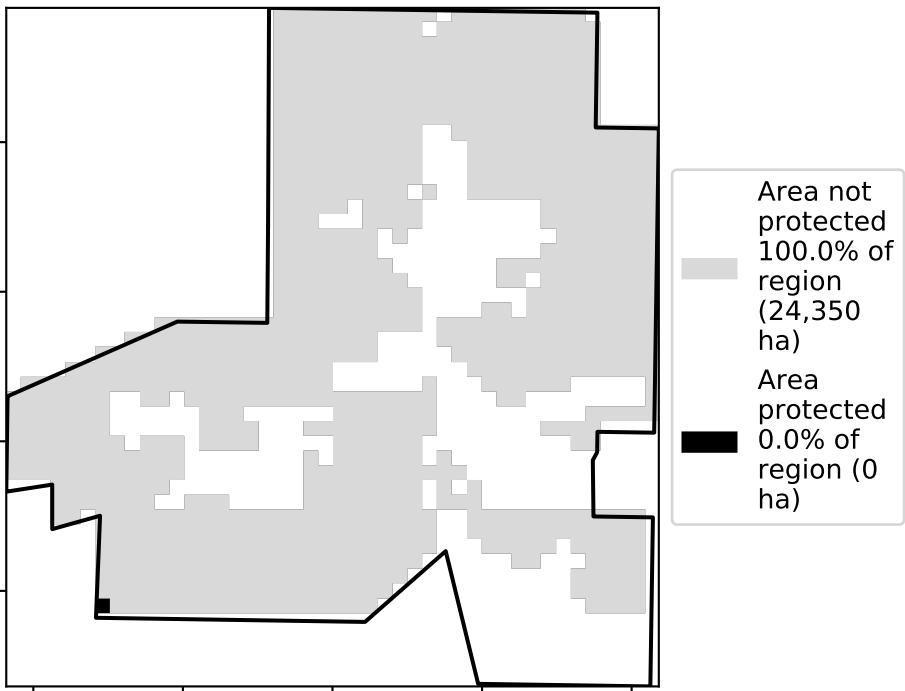 Area not
protected
100.0% of
region
(24,350
ha)
Area
protected
0.0% of
region (0
ha)